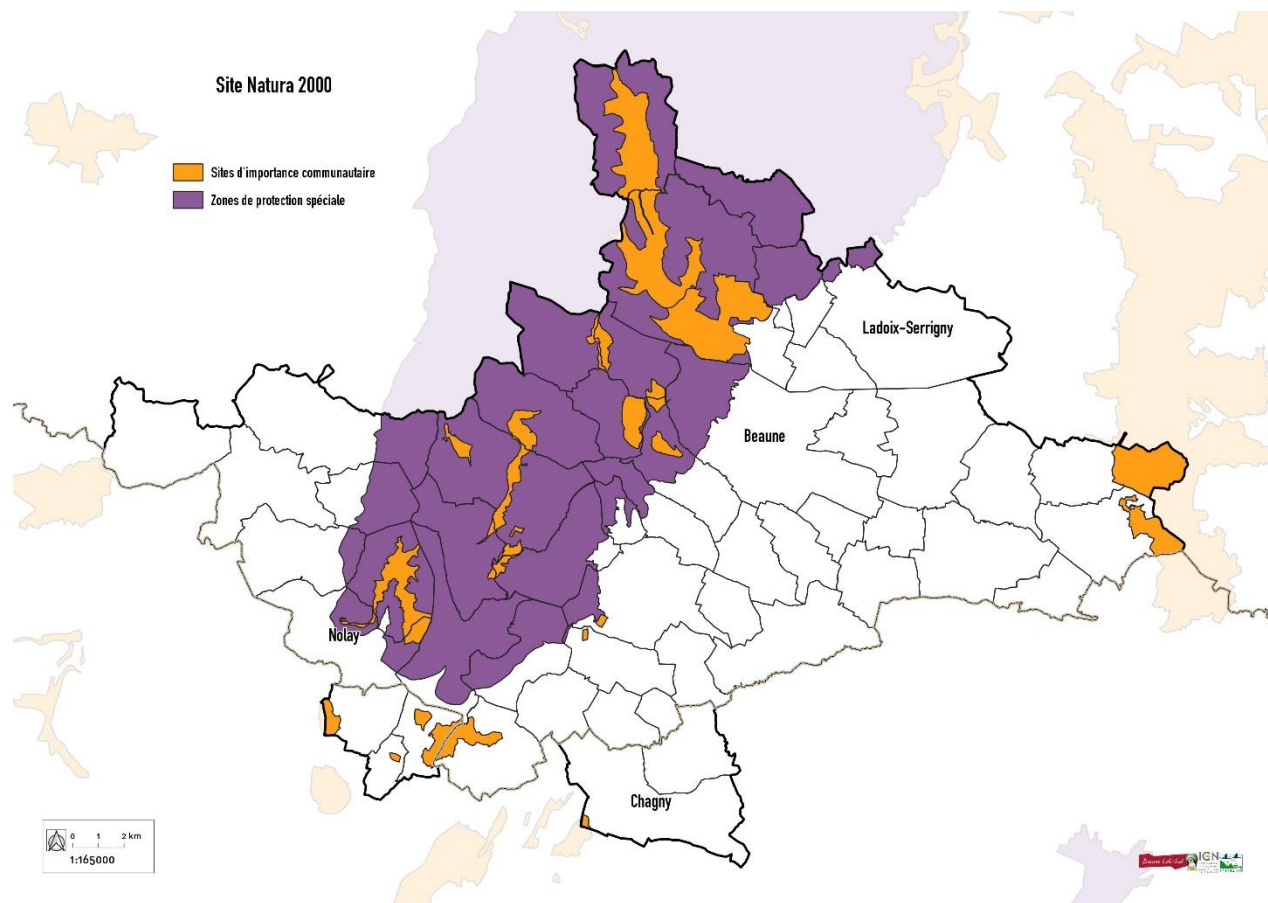 Site Natura 2000
Sites d'importance communautaire
Zones de protection spéciale
Ladoix-Serrigny
Beaune
Nolay
Chagny
0 1 2 km
1:165000
IGN